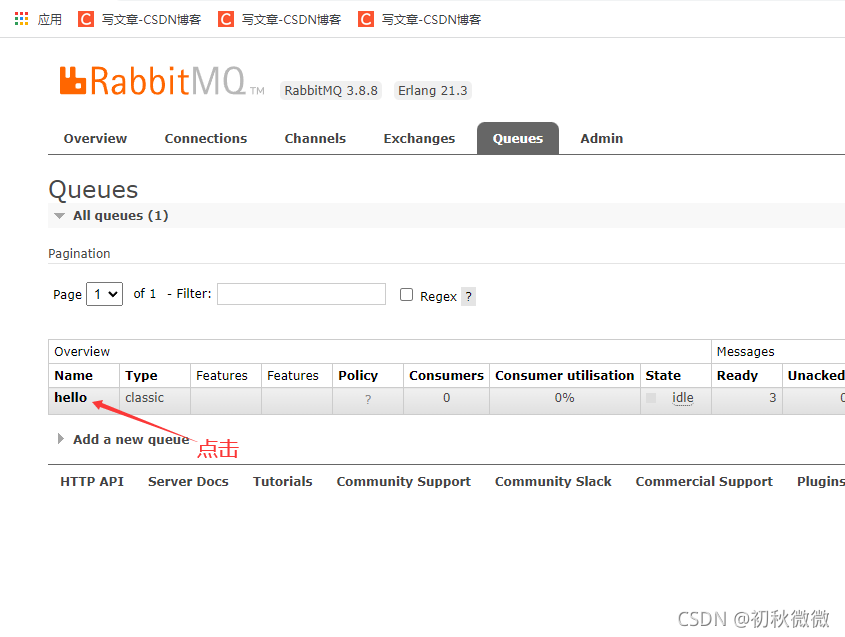 应用 写文章-CSDN博客 写文章-CSDN博客 写文章-CSDN博客
RabbitMQ TM RabbitMQ 3.8.8 Erlang 21.3
Overview Connections Channels Exchanges Queues Admin
Queues
All queues (1)
Pagination
Page 1 of 1 - Filter: Regex ?
Overview Messages
Name Type Features Features Policy Consumers Consumer utilisation State Ready Unacked
hello classic ? 0 0% idle 3 0
Add a new queue
点击
HTTP API Server Docs Tutorials Community Support Community Slack Commercial Support Plugins
CSDN @初秋微微